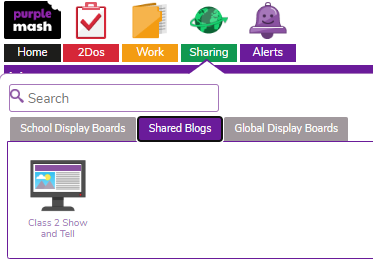 purple
mash
Home 2Dos Work Sharing Alerts
Search
School Display Boards Shared Blogs Global Display Boards
Class 2 Show
and Tell